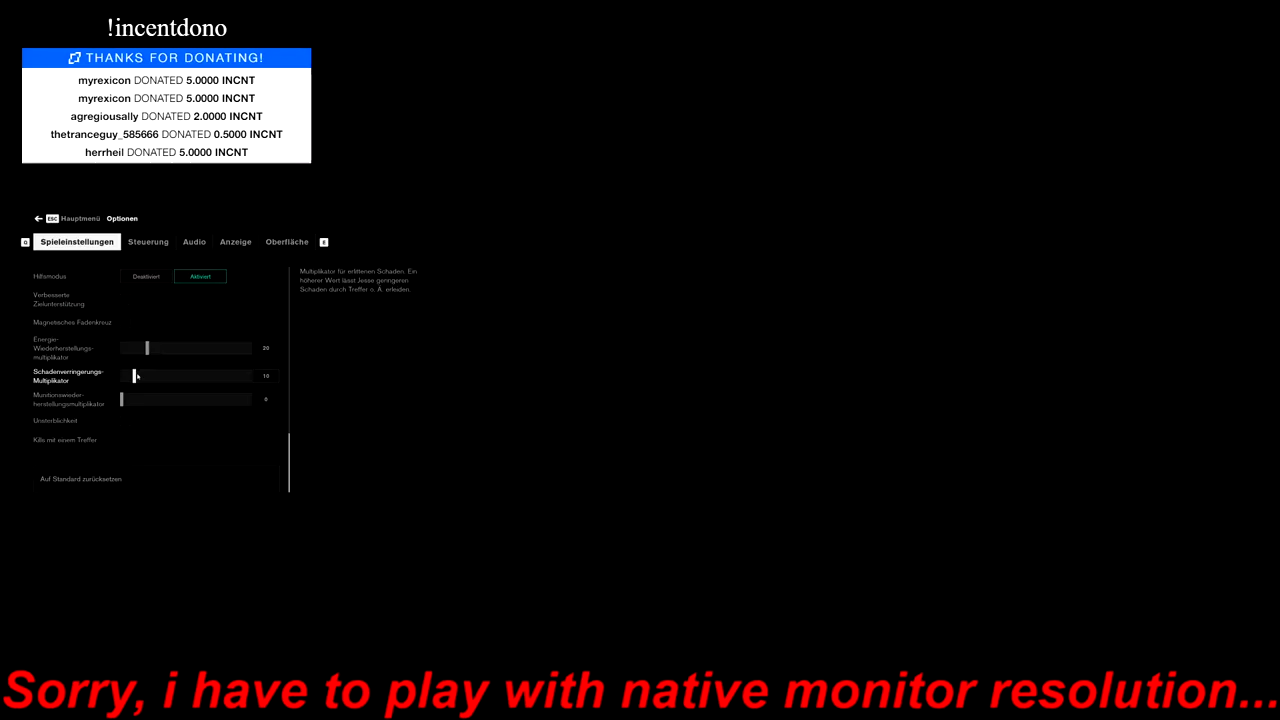 !incentdono
THANKS FOR DONATING!
myrexicon DONATED 5.0000 INCNT
myrexicon DONATED 5.0000 INCNT
agregiousally DONATED 2.0000 INCNT
thetranceguy_585666 DONATED 0.5000 INCNT
herrheil DONATED 5.0000 INCNT
ESC Hauptmenü Optionen
Q Spieleinstellungen Steuerung Audio Anzeige Oberfläche E
Hilfsmodus Deaktiviert Aktiviert
Verbesserte
Zielunterstützung
Magnetisches Fadenkreuz
Energie-
Wiederherstellungs-
multiplikator
20
Schadenverringerungs-
Multiplikator
10
Munitionswieder-
herstellungsmultiplikator
0
Unsterblichkeit
Kills mit einem Treffer
Auf Standard zurücksetzen
Multiplikator für erlittenen Schaden. Ein
höherer Wert lässt Jesse geringeren
Schaden durch Treffer o. Ä. erleiden.
Sorry, i have to play with native monitor resolution...